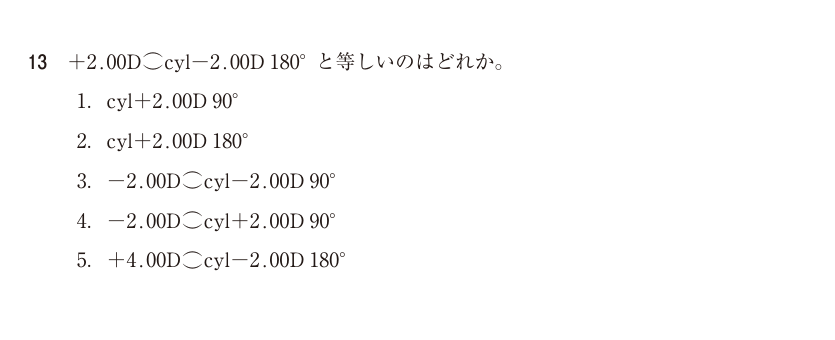 13 +2.00D⁀cyl−2.00D 180° と等しいのはどれか。
1. cyl+2.00D 90°
2. cyl+2.00D 180°
3. −2.00D⁀cyl−2.00D 90°
4. −2.00D⁀cyl+2.00D 90°
5. +4.00D⁀cyl−2.00D 180°